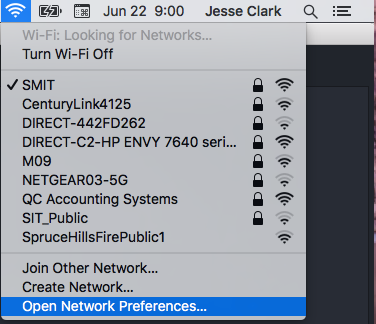 Jun 22 9:00 Jesse Clark
Wi-Fi: Looking for Networks...
Turn Wi-Fi Off
SMIT
CenturyLink4125
DIRECT-442FD262
DIRECT-C2-HP ENVY 7640 seri...
M09
NETGEAR03-5G
QC Accounting Systems
SIT_Public
SpruceHillsFirePublic1
Join Other Network...
Create Network...
Open Network Preferences...